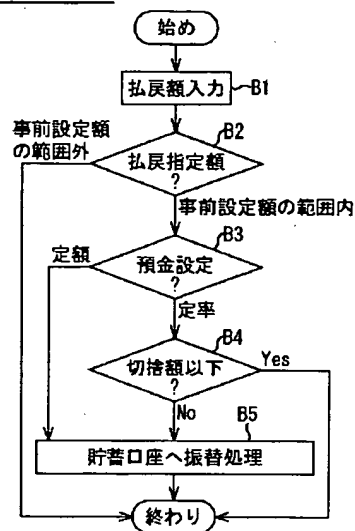 始め
払戻額入力
B1
B2
事前設定額
の範囲外
払戻指定額
?
事前設定額の範囲内
B3
定額
預金設定
?
定率
B4
切捨額以下
?
Yes
No
B5
貯蓄口座へ振替処理
終わり